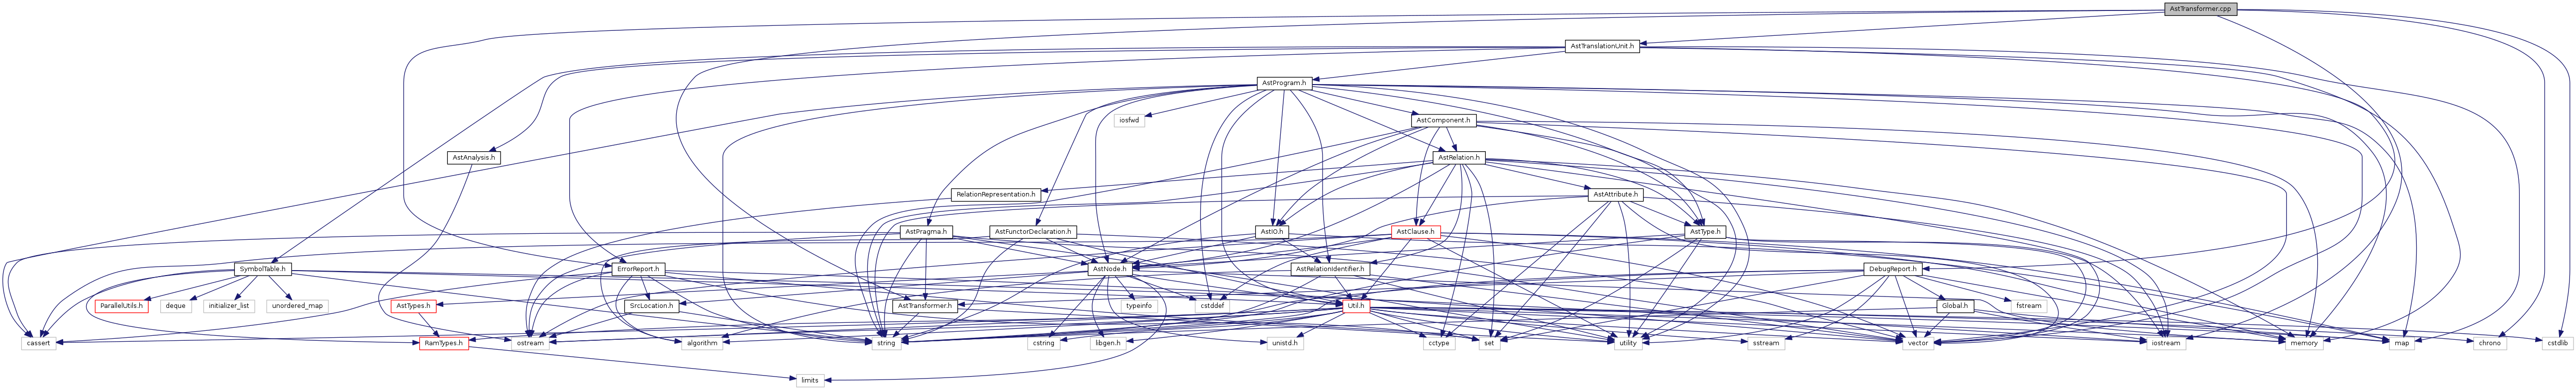 AstTransformer.cpp
AstTranslationUnit.h
AstProgram.h
iosfwd
AstComponent.h
AstAnalysis.h
AstRelation.h
RelationRepresentation.h
AstAttribute.h
AstPragma.h
AstFunctorDeclaration.h
AstIO.h
AstClause.h
AstType.h
SymbolTable.h
ErrorReport.h
AstNode.h
AstRelationIdentifier.h
DebugReport.h
ParallelUtils.h
deque
initializer_list
unordered_map
AstTypes.h
SrcLocation.h
AstTransformer.h
typeinfo
cstddef
Util.h
Global.h
fstream
cassert
RamTypes.h
ostream
algorithm
string
cstring
libgen.h
unistd.h
cctype
set
utility
sstream
vector
iostream
memory
map
chrono
cstdlib
limits